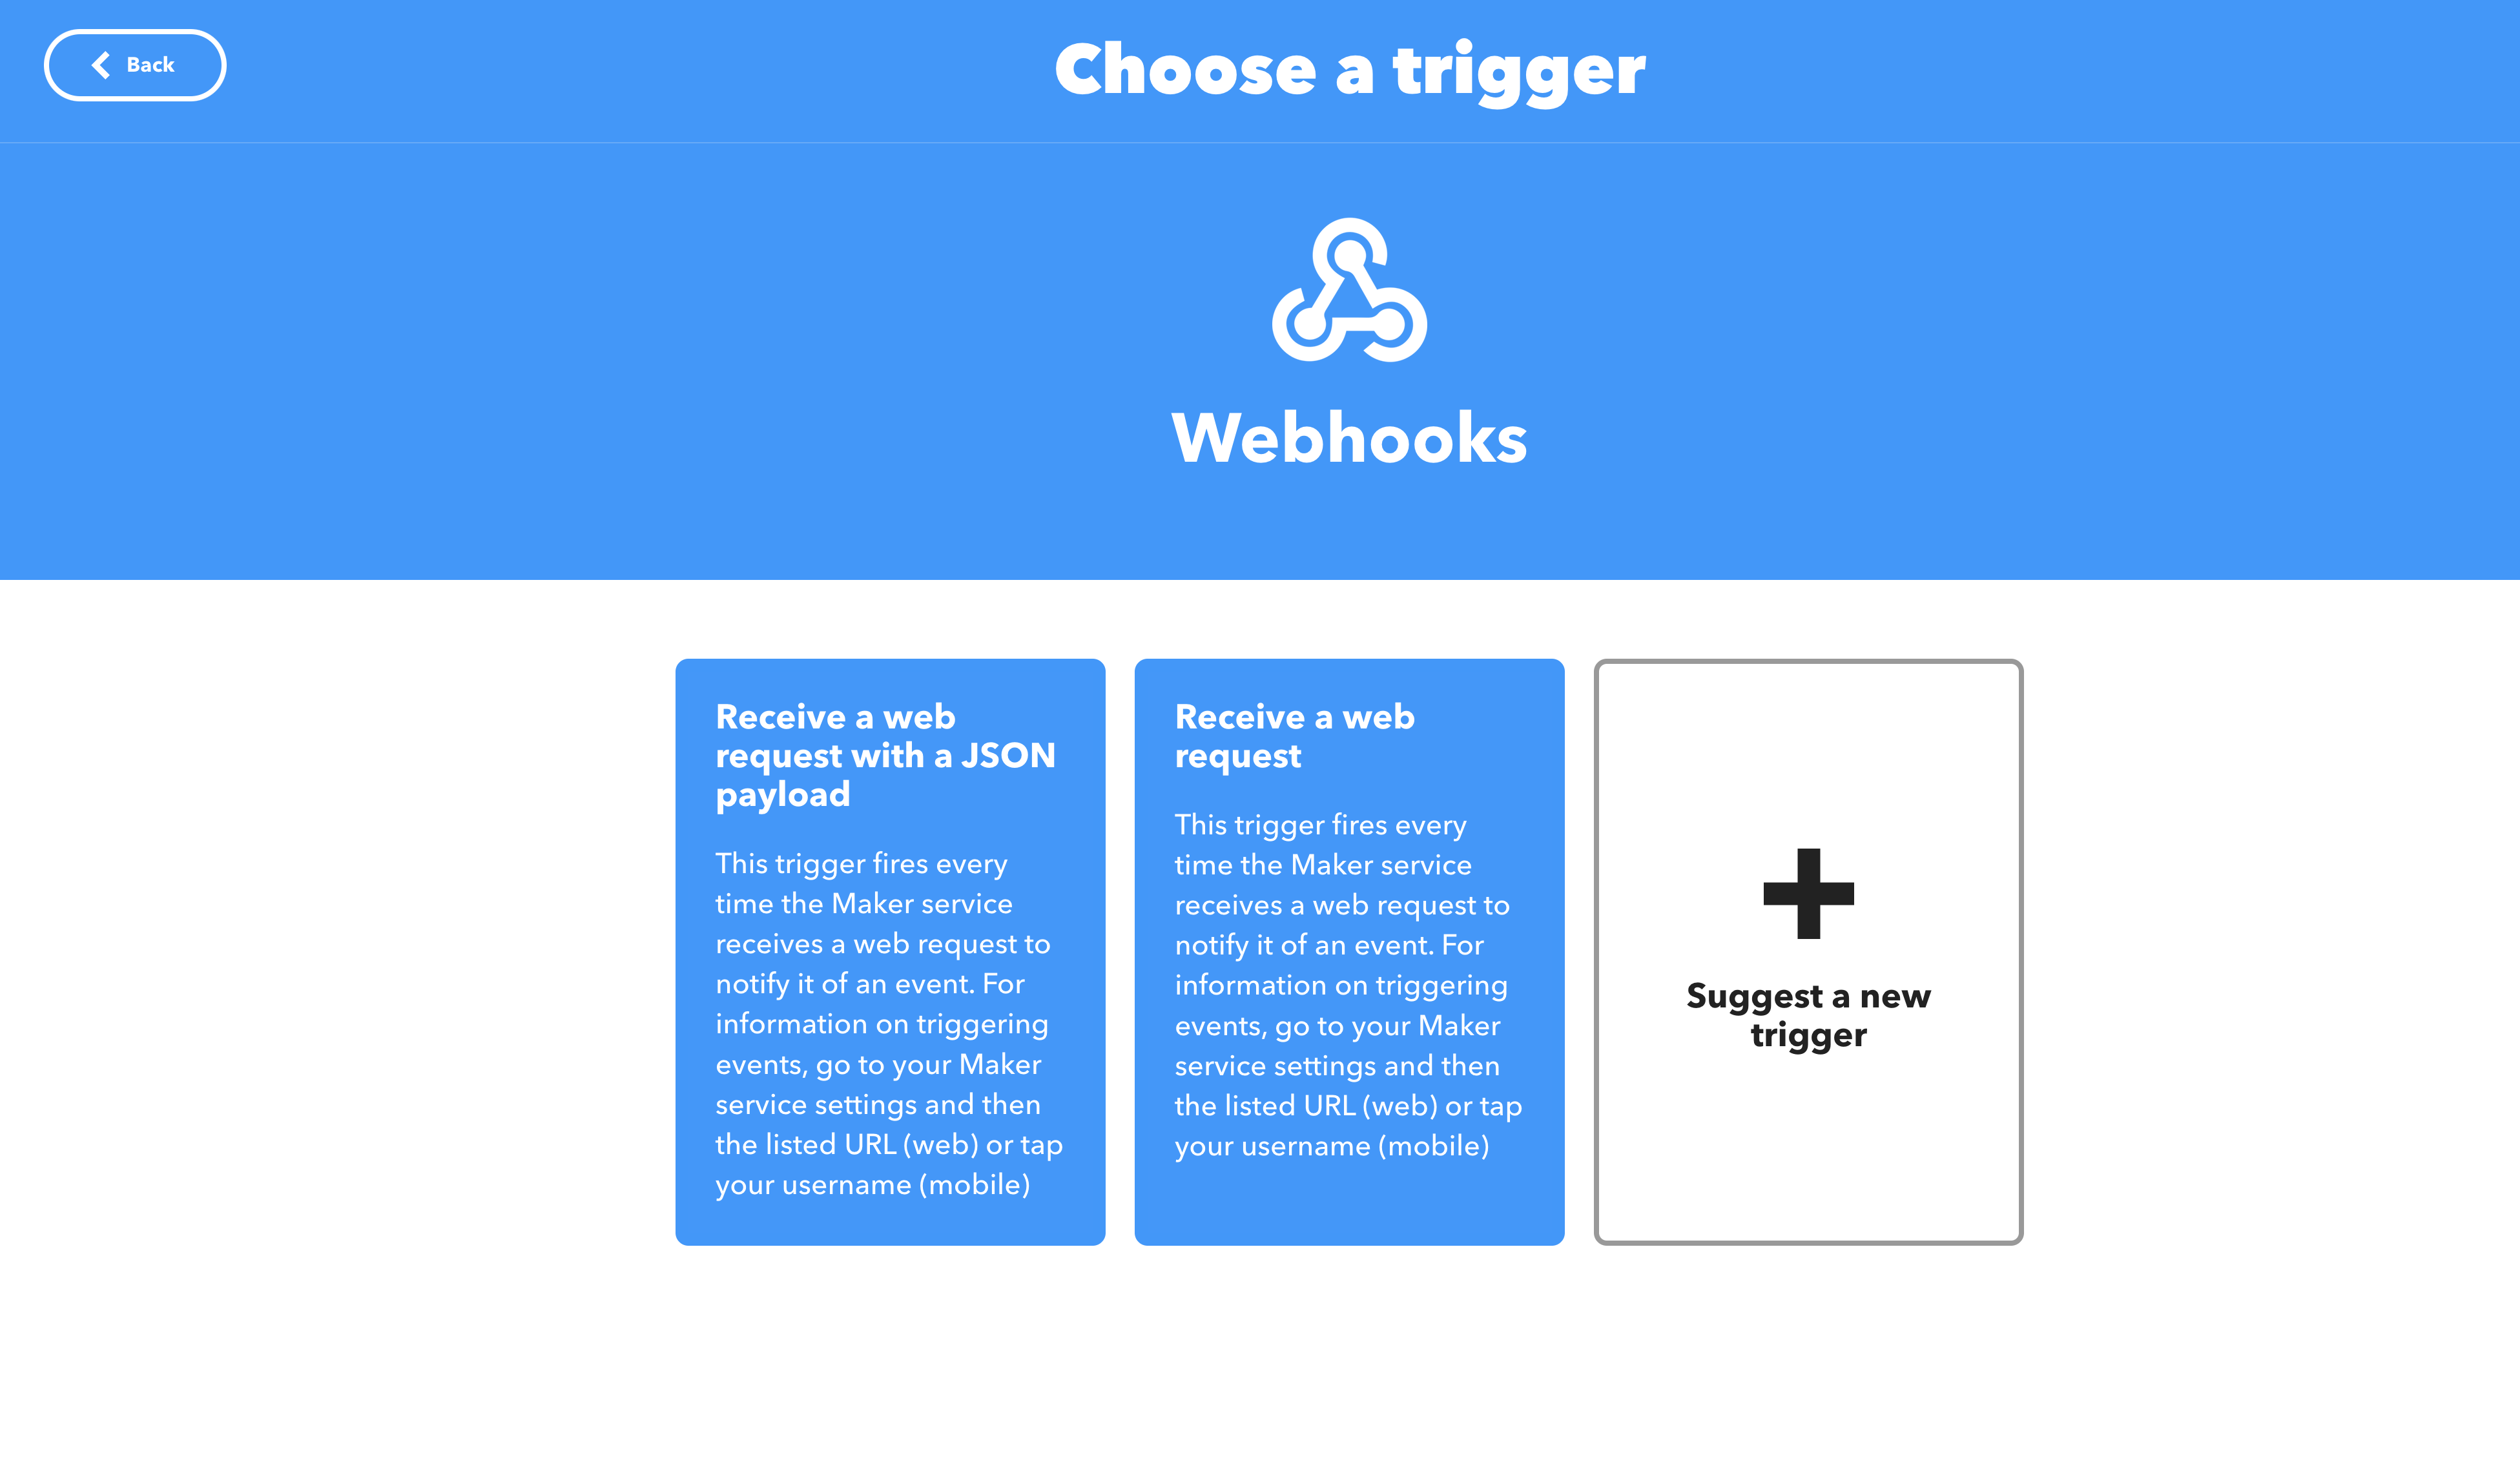 Back
Choose a trigger
Webhooks
Receive a web
request with a JSON
payload
This trigger fires every
time the Maker service
receives a web request to
notify it of an event. For
information on triggering
events, go to your Maker
service settings and then
the listed URL (web) or tap
your username (mobile)
Receive a web
request
This trigger fires every
time the Maker service
receives a web request to
notify it of an event. For
information on triggering
events, go to your Maker
service settings and then
the listed URL (web) or tap
your username (mobile)
Suggest a new
trigger